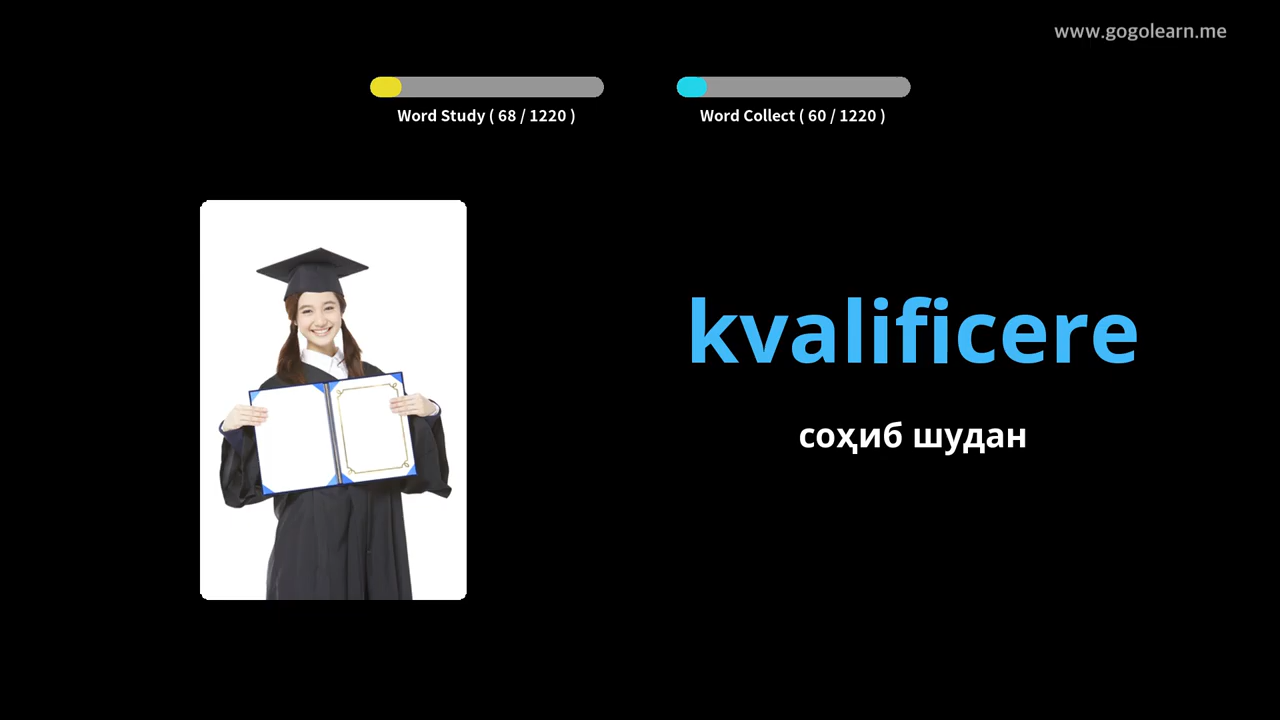 www.gogolearn.me
Word Study ( 68 / 1220 )
Word Collect ( 60 / 1220 )
kvalificere
соҳиб шудан